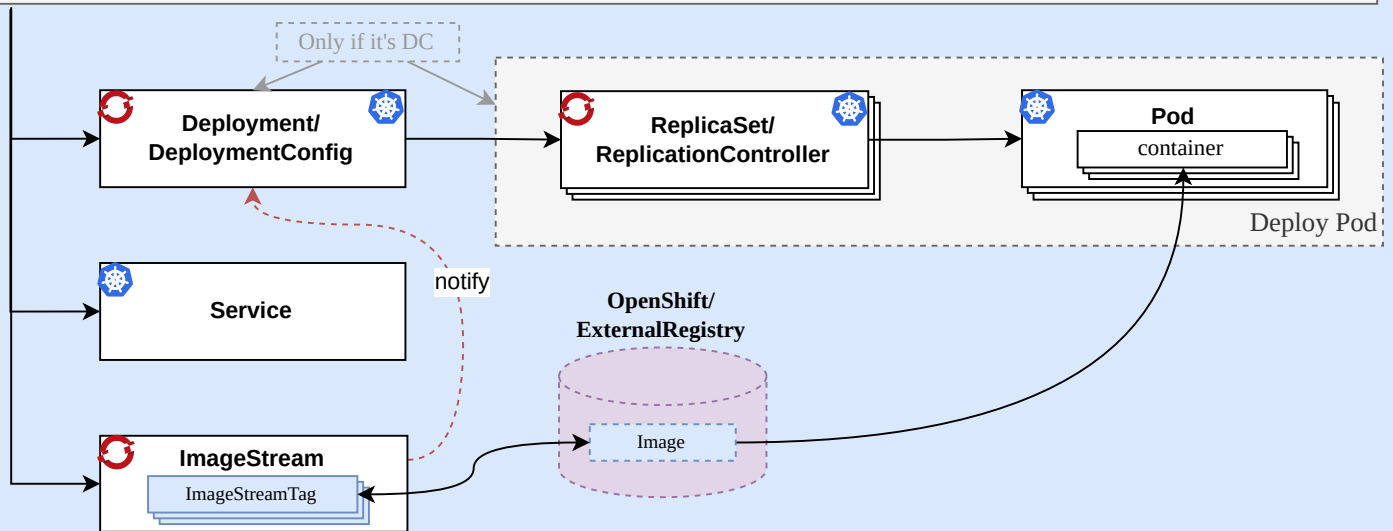 Only if it's DC
Deployment/
DeploymentConfig
ReplicaSet/
ReplicationController
Pod
container
Deploy Pod
Service
notify
OpenShift/
ExternalRegistry
Image
ImageStream
ImageStreamTag